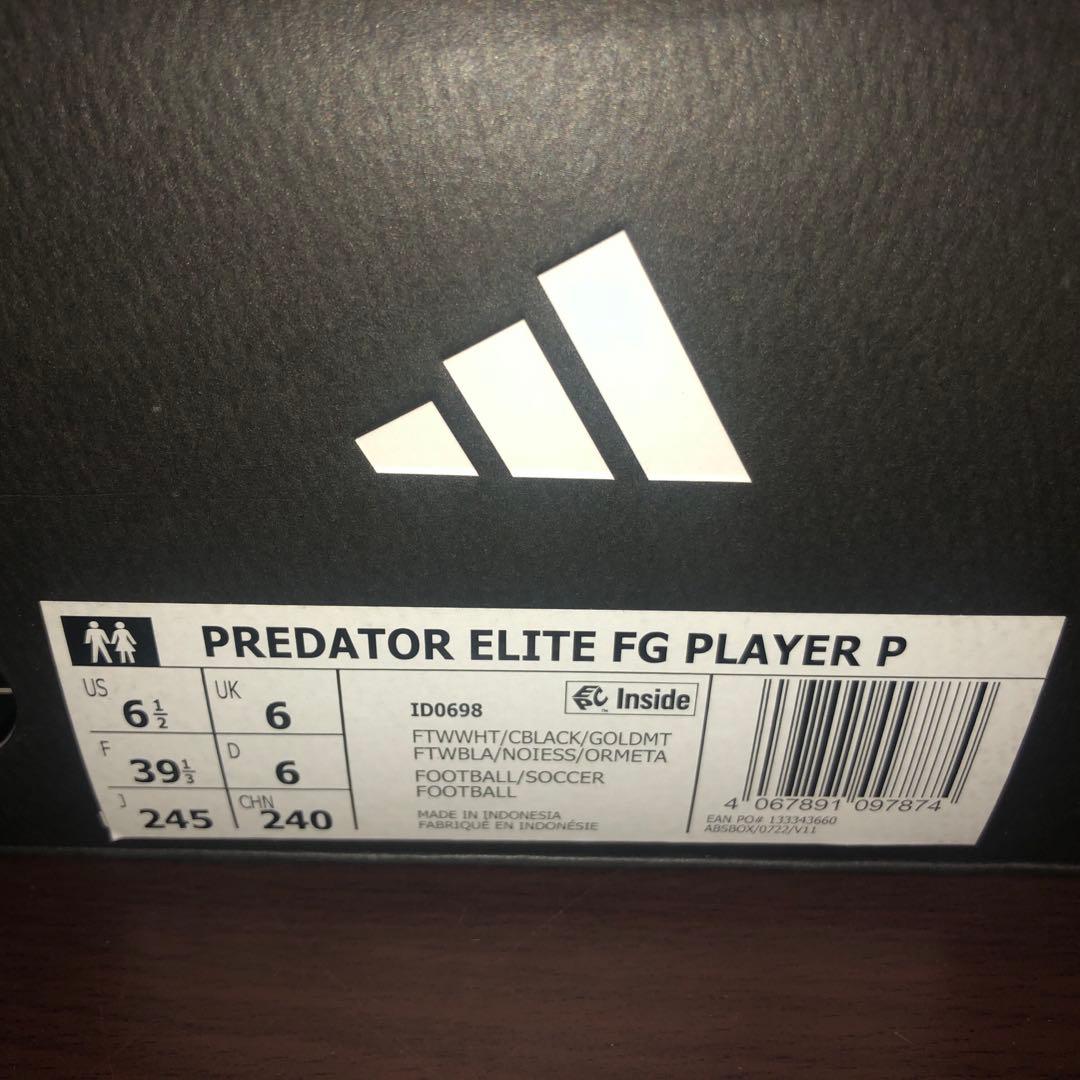 PREDATOR ELITE FG PLAYER P
US 6½ UK 6
F 39⅓ D 6
J 245 CHN 240
ID0698
Inside
FTWWHT/CBLACK/GOLDMT
FTWBLA/NOIESS/ORMETA
FOOTBALL/SOCCER
FOOTBALL
MADE IN INDONESIA
FABRIQUÉ EN INDONÉSIE
4 067891 097874
EAN PO# 133343660
ABSBOX/0722/V11